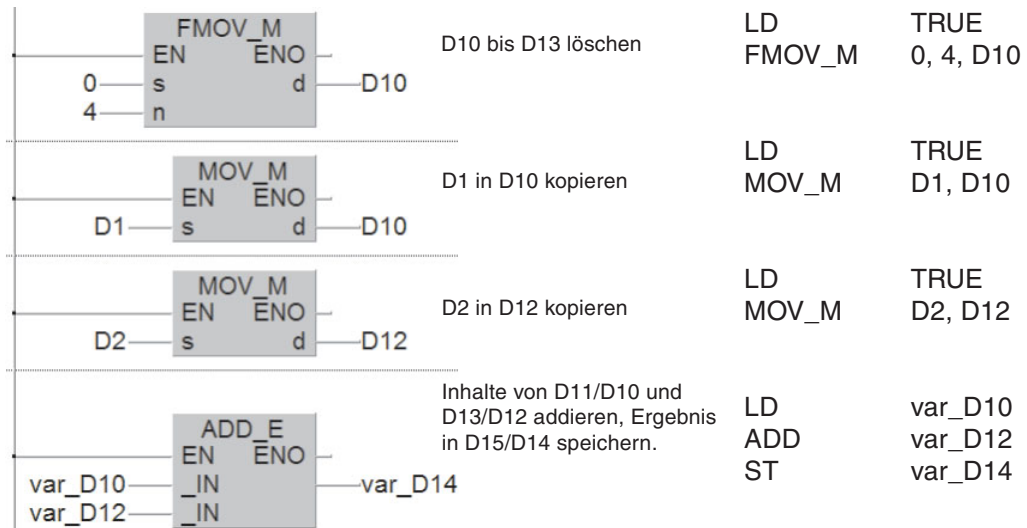 FMOV_M
EN ENO
0 s d D10
4 n
D10 bis D13 löschen
LD TRUE
FMOV_M 0, 4, D10
MOV_M
EN ENO
D1 s d D10
D1 in D10 kopieren
LD TRUE
MOV_M D1, D10
MOV_M
EN ENO
D2 s d D12
D2 in D12 kopieren
LD TRUE
MOV_M D2, D12
ADD_E
EN ENO
var_D10 _IN var_D14
var_D12 _IN
Inhalte von D11/D10 und
D13/D12 addieren, Ergebnis
in D15/D14 speichern.
LD var_D10
ADD var_D12
ST var_D14